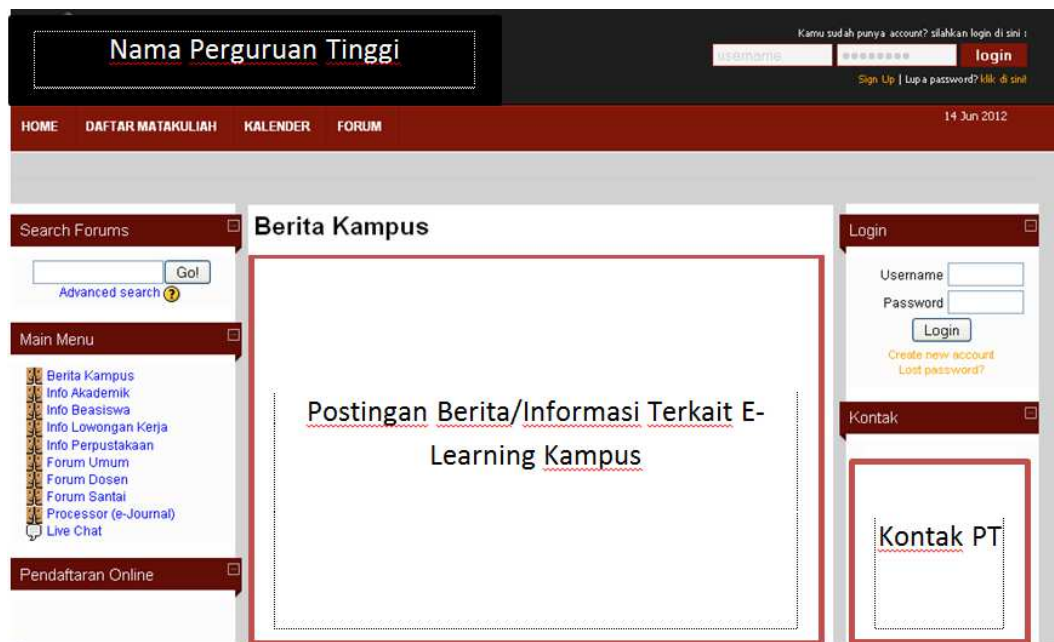 Nama Perguruan Tinggi
Kamu sudah punya account? silahkan login di sini :
username
login
Sign Up | Lupa password? klik di sini!
HOME DAFTAR MATAKULIAH KALENDER FORUM
14 Jun 2012
Search Forums
Go!
Advanced search ?
Main Menu
Berita Kampus
Info Akademik
Info Beasiswa
Info Lowongan Kerja
Info Perpustakaan
Forum Umum
Forum Dosen
Forum Santai
Processor (e-Journal)
Live Chat
Pendaftaran Online
Berita Kampus
Postingan Berita/Informasi Terkait E-
Learning Kampus
Login
Username
Password
Login
Create new account
Lost password?
Kontak
Kontak PT